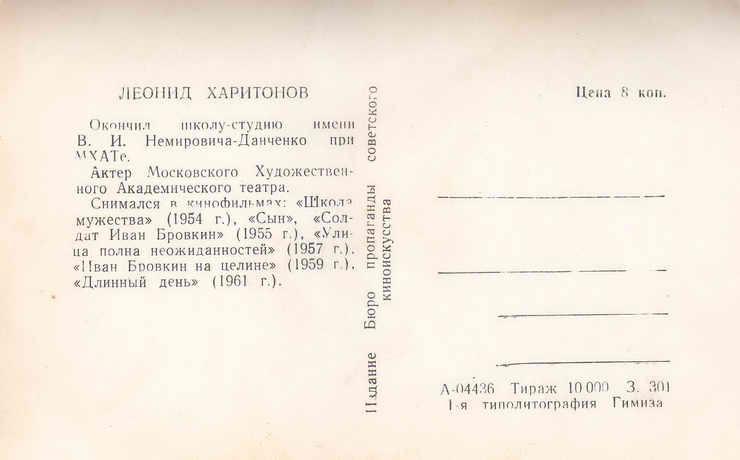 ЛЕОНИД ХАРИТОНОВ
Окончил школу-студию имени
В. И. Немировича-Данченко при
МХАТе.
Актер Московского Художествен-
ного Академического театра.
Снимался в кинофильмах: «Школа
мужества» (1954 г.), «Сын», «Сол-
дат Иван Бровкин» (1955 г.), «Ули-
ца полна неожиданностей» (1957 г.),
«Иван Бровкин на целине» (1959 г.),
«Длинный день» (1961 г.).
Издание Бюро пропаганды советского
киноискусства
Цена 8 коп.
А-04436 Тираж 10 000 З. 301
1-я типолитография Гимиза